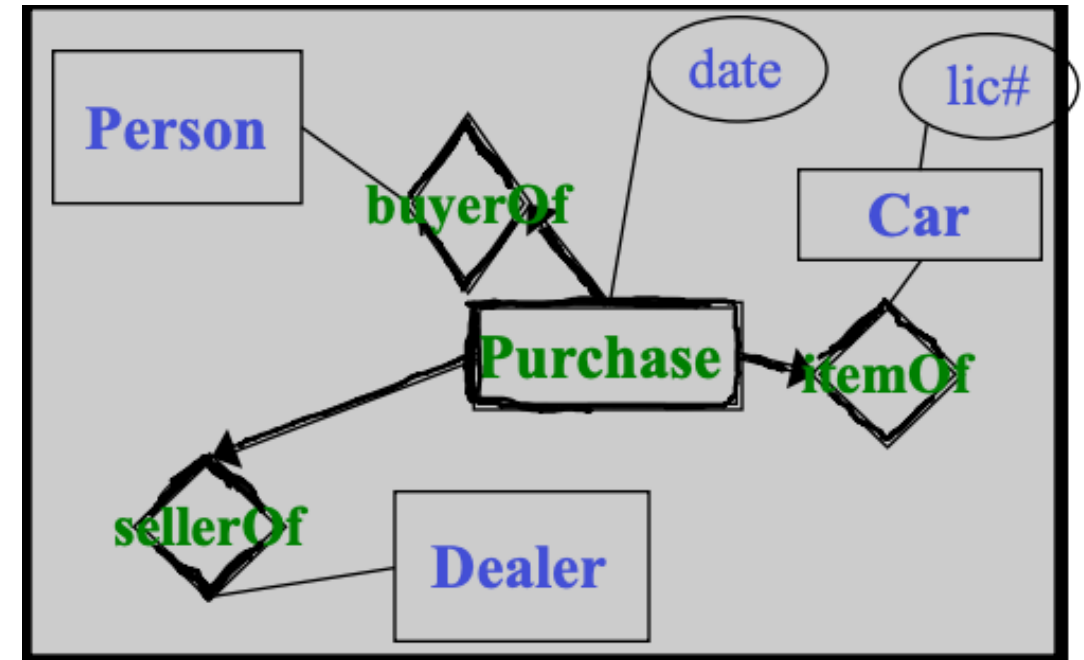 date
lic#
Person
buyerOf
Car
Purchase
itemOf
sellerOf
Dealer